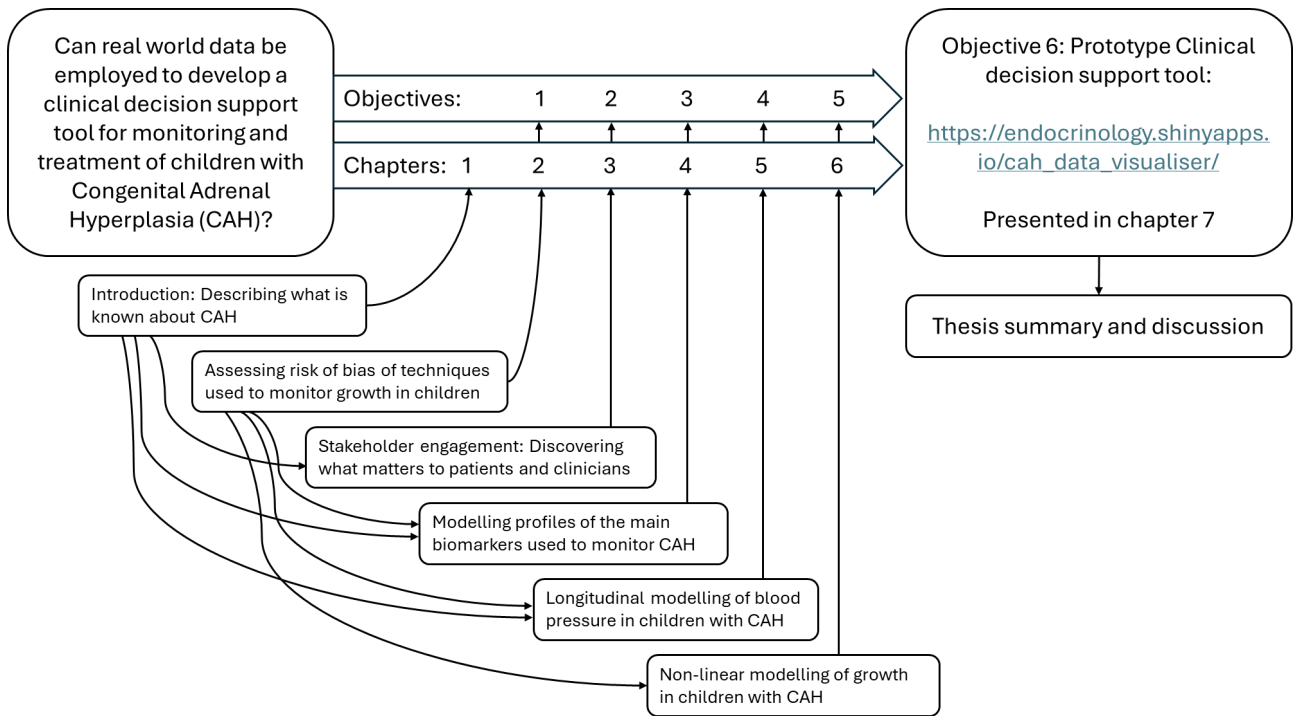 Can real world data be
employed to develop a
clinical decision support
tool for monitoring and
treatment of children with
Congenital Adrenal
Hyperplasia (CAH)?
Objectives: 1 2 3 4 5
Chapters: 1 2 3 4 5 6
Objective 6: Prototype Clinical
decision support tool:
https://endocrinology.shinyapps.
io/cah_data_visualiser/
Presented in chapter 7
Thesis summary and discussion
Introduction: Describing what is
known about CAH
Assessing risk of bias of techniques
used to monitor growth in children
Stakeholder engagement: Discovering
what matters to patients and clinicians
Modelling profiles of the main
biomarkers used to monitor CAH
Longitudinal modelling of blood
pressure in children with CAH
Non-linear modelling of growth
in children with CAH